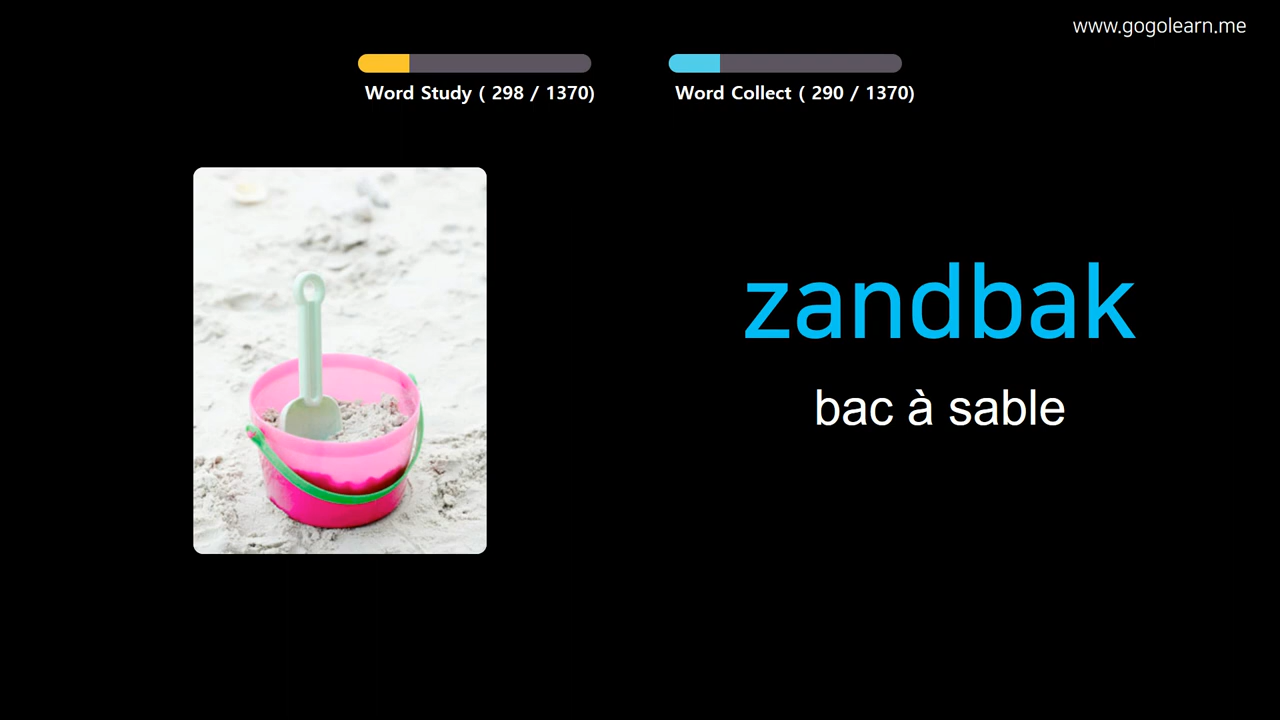 www.gogolearn.me
Word Study ( 298 / 1370)
Word Collect ( 290 / 1370)
zandbak
bac à sable